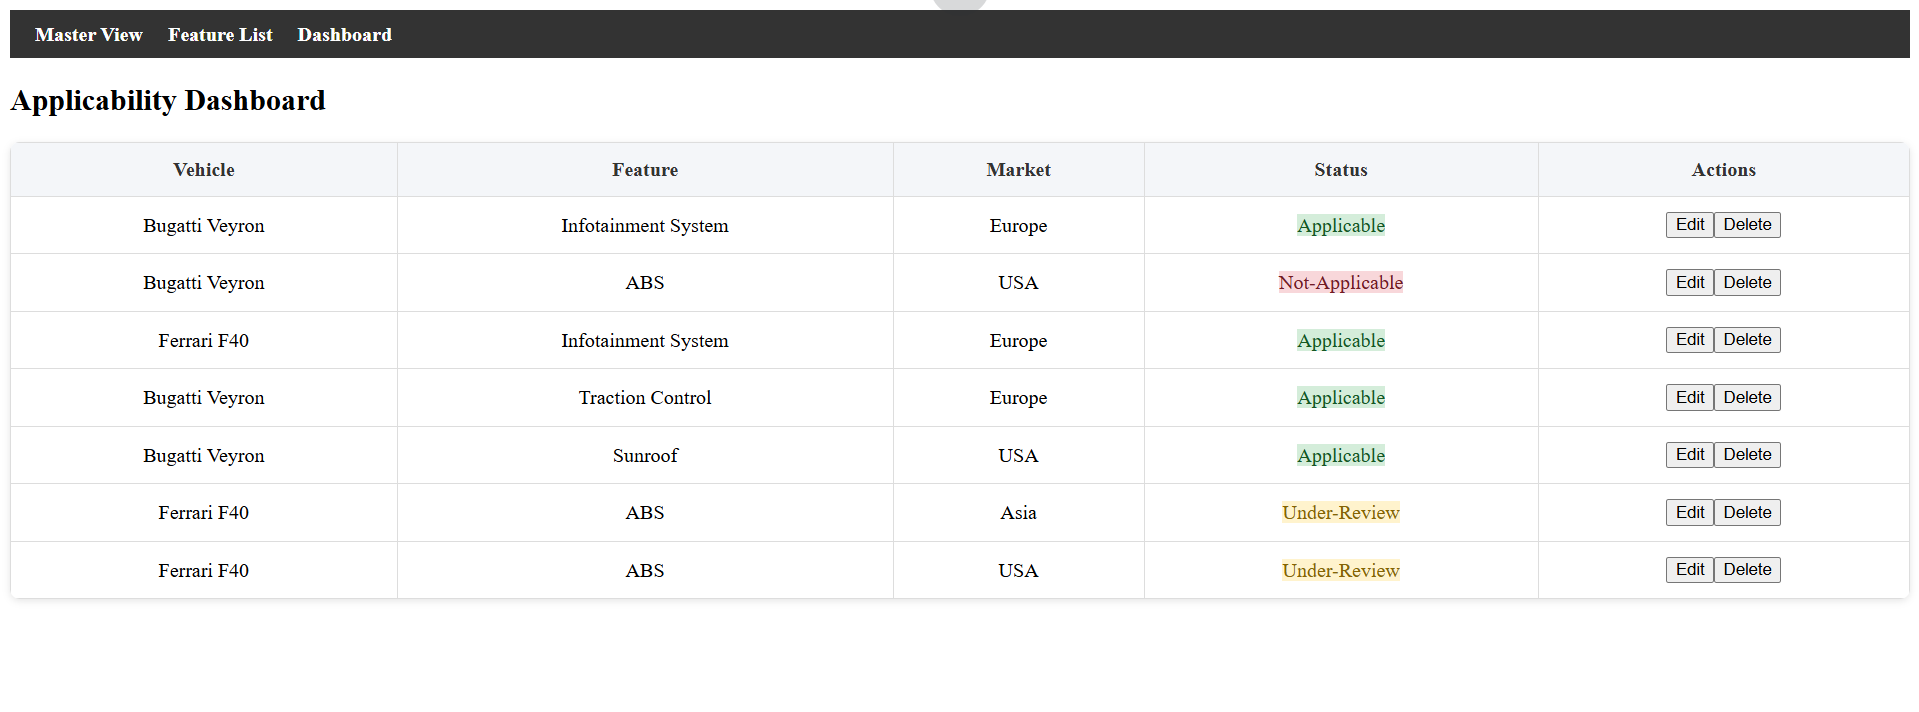 Master View Feature List Dashboard
Applicability Dashboard
Vehicle Feature Market Status Actions
Bugatti Veyron Infotainment System Europe Applicable Edit Delete
Bugatti Veyron ABS USA Not-Applicable Edit Delete
Ferrari F40 Infotainment System Europe Applicable Edit Delete
Bugatti Veyron Traction Control Europe Applicable Edit Delete
Bugatti Veyron Sunroof USA Applicable Edit Delete
Ferrari F40 ABS Asia Under-Review Edit Delete
Ferrari F40 ABS USA Under-Review Edit Delete